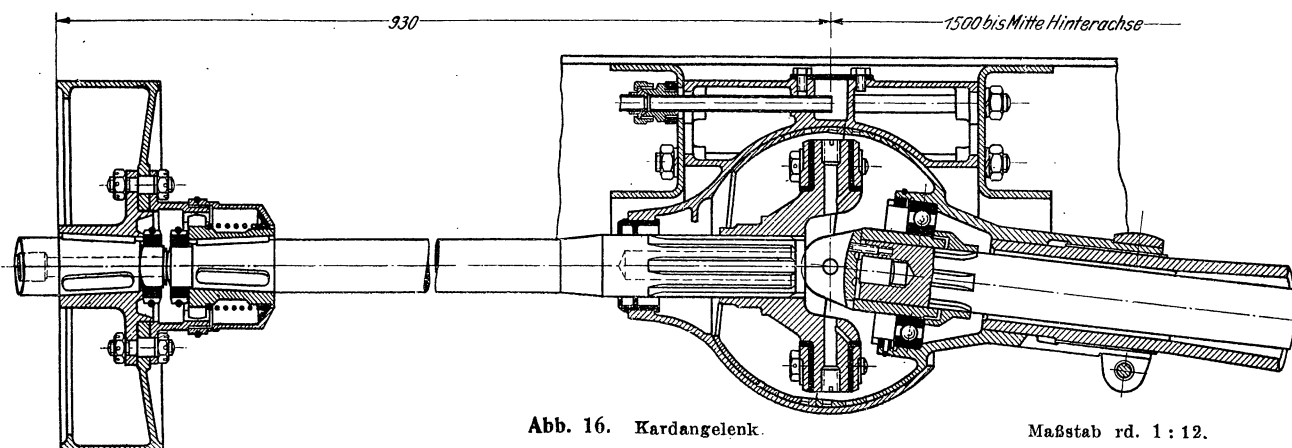 930
1500 bis Mitte Hinterachse
Abb. 16. Kardangelenk.
Maßstab rd. 1 : 12.